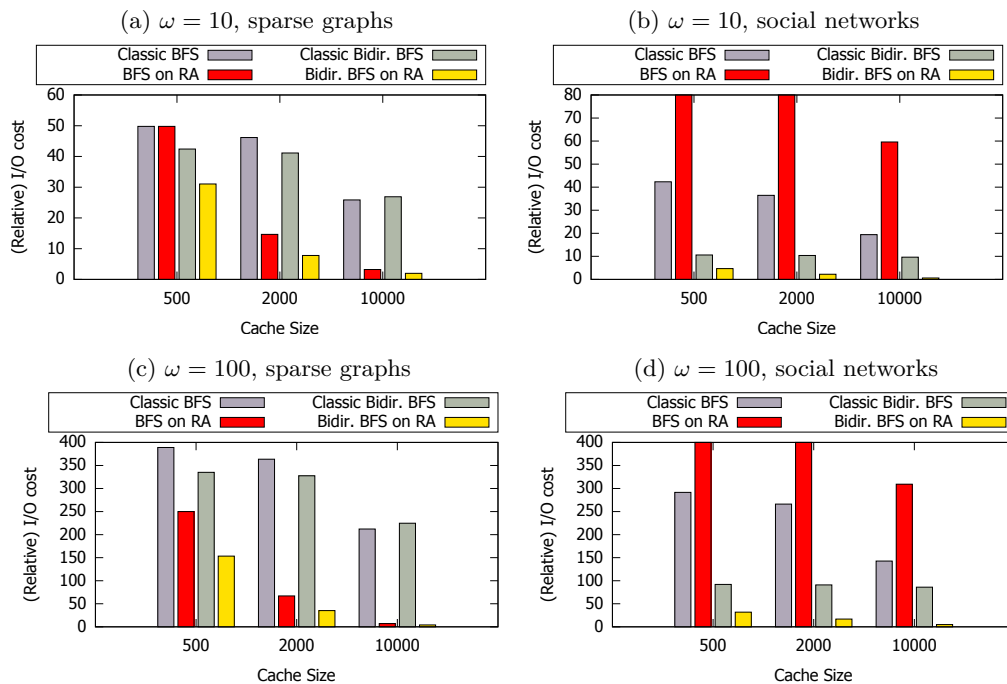 (a) ω = 10, sparse graphs
Classic BFS
Classic Bidir. BFS
BFS on RA
Bidir. BFS on RA
(Relative) I/O cost
60
50
40
30
20
10
0
500
2000
10000
Cache Size
(b) ω = 10, social networks
Classic BFS
Classic Bidir. BFS
BFS on RA
Bidir. BFS on RA
(Relative) I/O cost
80
70
60
50
40
30
20
10
0
500
2000
10000
Cache Size
(c) ω = 100, sparse graphs
Classic BFS
Classic Bidir. BFS
BFS on RA
Bidir. BFS on RA
(Relative) I/O cost
400
350
300
250
200
150
100
50
0
500
2000
10000
Cache Size
(d) ω = 100, social networks
Classic BFS
Classic Bidir. BFS
BFS on RA
Bidir. BFS on RA
(Relative) I/O cost
400
350
300
250
200
150
100
50
0
500
2000
10000
Cache Size